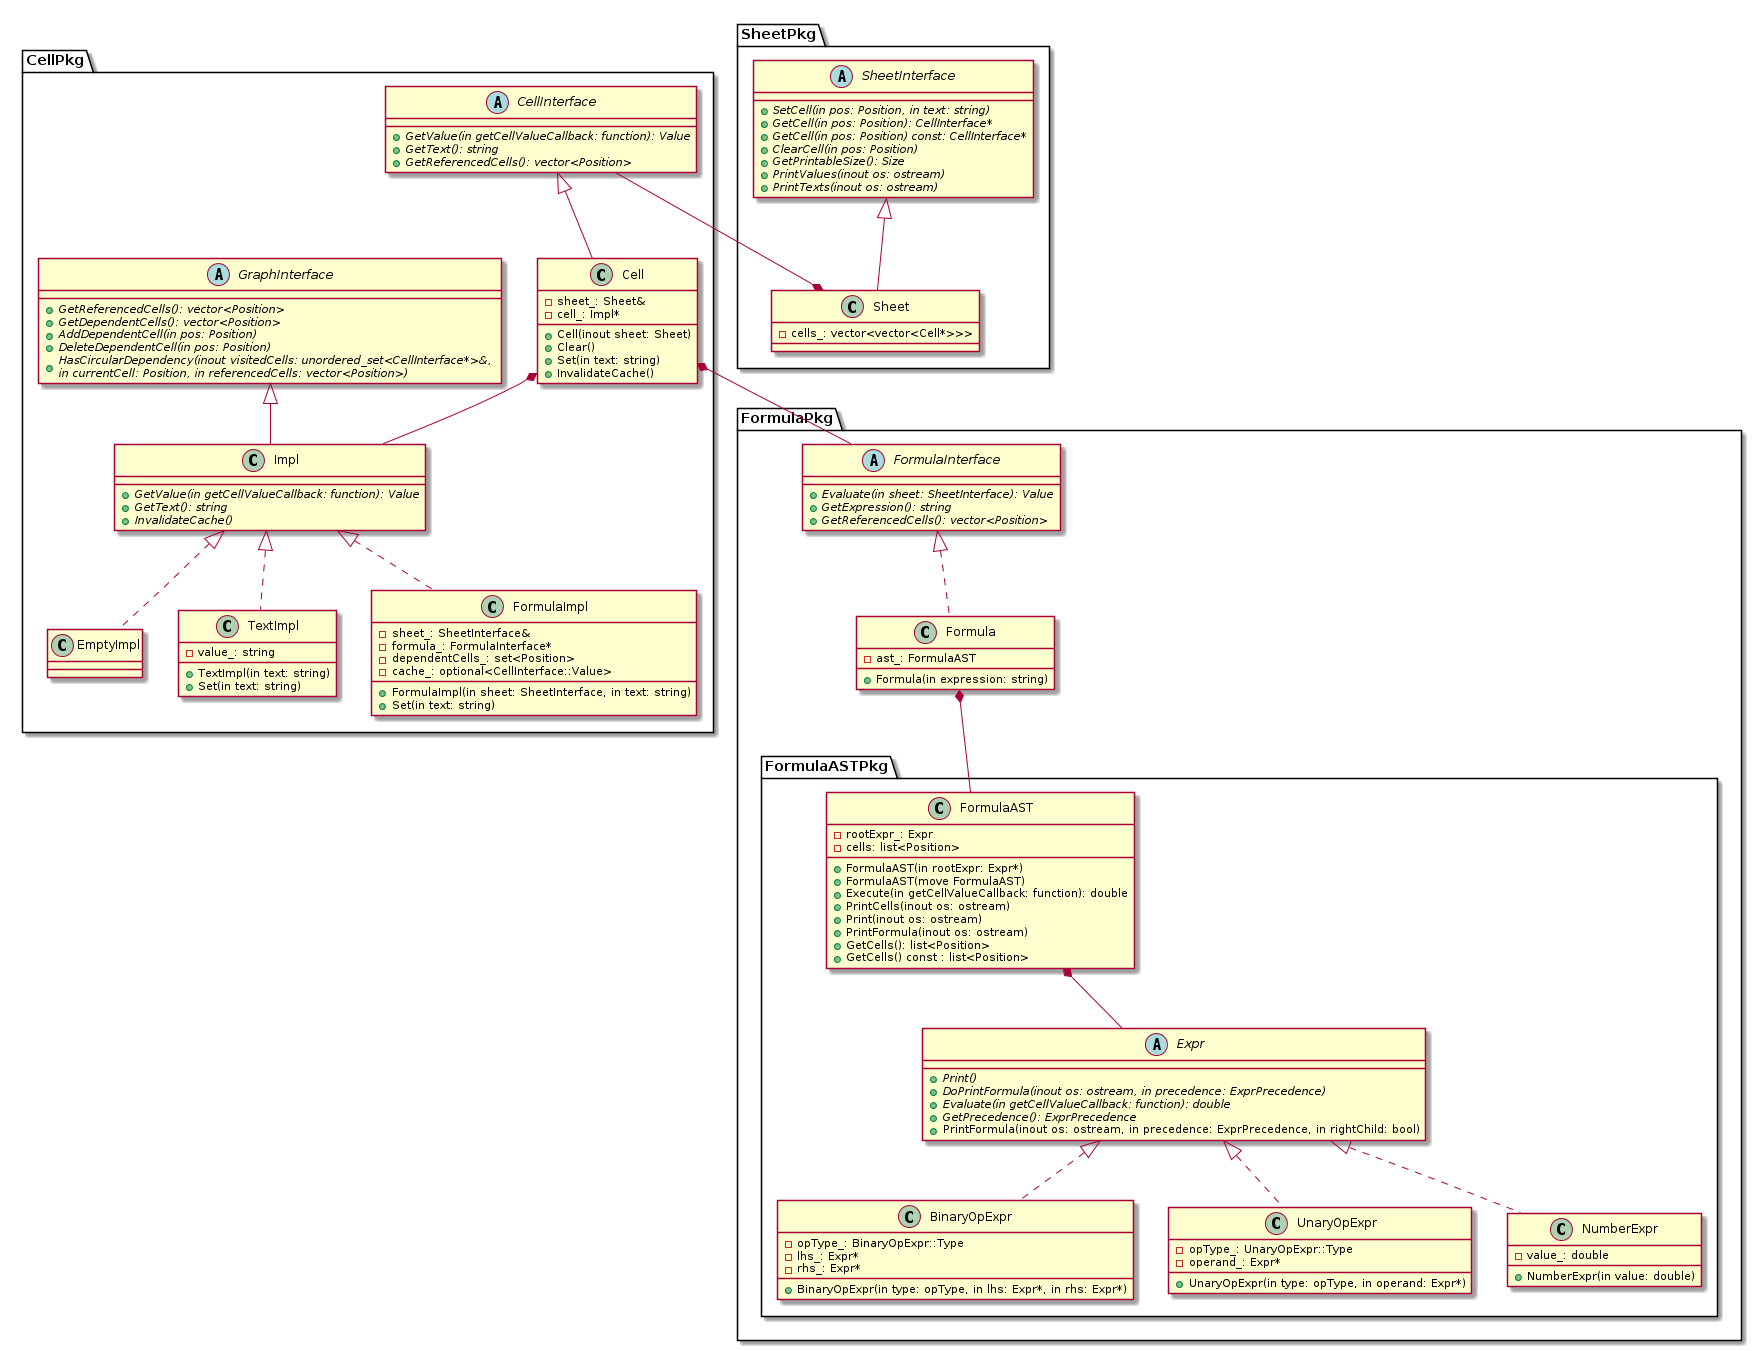 CellPkg
A CellInterface
GetValue(in getCellValueCallback: function): Value
GetText(): string
GetReferencedCells(): vector<Position>
A GraphInterface
GetReferencedCells(): vector<Position>
GetDependentCells(): vector<Position>
AddDependentCell(in pos: Position)
DeleteDependentCell(in pos: Position)
HasCircularDependency(inout visitedCells: unordered_set<CellInterface*>&,
in currentCell: Position, in referencedCells: vector<Position>)
C Cell
sheet_: Sheet&
cell_: Impl*
Cell(inout sheet: Sheet)
Clear()
Set(in text: string)
InvalidateCache()
C Impl
GetValue(in getCellValueCallback: function): Value
GetText(): string
InvalidateCache()
C EmptyImpl
C TextImpl
value_: string
TextImpl(in text: string)
Set(in text: string)
C FormulaImpl
sheet_: SheetInterface&
formula_: FormulaInterface*
dependentCells_: set<Position>
cache_: optional<CellInterface::Value>
FormulaImpl(in sheet: SheetInterface, in text: string)
Set(in text: string)
SheetPkg
A SheetInterface
SetCell(in pos: Position, in text: string)
GetCell(in pos: Position): CellInterface*
GetCell(in pos: Position) const: CellInterface*
ClearCell(in pos: Position)
GetPrintableSize(): Size
PrintValues(inout os: ostream)
PrintTexts(inout os: ostream)
C Sheet
cells_: vector<vector<Cell*>>>
FormulaPkg
A FormulaInterface
Evaluate(in sheet: SheetInterface): Value
GetExpression(): string
GetReferencedCells(): vector<Position>
C Formula
ast_: FormulaAST
Formula(in expression: string)
FormulaASTPkg
C FormulaAST
rootExpr_: Expr
cells: list<Position>
FormulaAST(in rootExpr: Expr*)
FormulaAST(move FormulaAST)
Execute(in getCellValueCallback: function): double
PrintCells(inout os: ostream)
Print(inout os: ostream)
PrintFormula(inout os: ostream)
GetCells(): list<Position>
GetCells() const : list<Position>
A Expr
Print()
DoPrintFormula(inout os: ostream, in precedence: ExprPrecedence)
Evaluate(in getCellValueCallback: function): double
GetPrecedence(): ExprPrecedence
PrintFormula(inout os: ostream, in precedence: ExprPrecedence, in rightChild: bool)
C BinaryOpExpr
opType_: BinaryOpExpr::Type
lhs_: Expr*
rhs_: Expr*
BinaryOpExpr(in type: opType, in lhs: Expr*, in rhs: Expr*)
C UnaryOpExpr
opType_: UnaryOpExpr::Type
operand_: Expr*
UnaryOpExpr(in type: opType, in operand: Expr*)
C NumberExpr
value_: double
NumberExpr(in value: double)